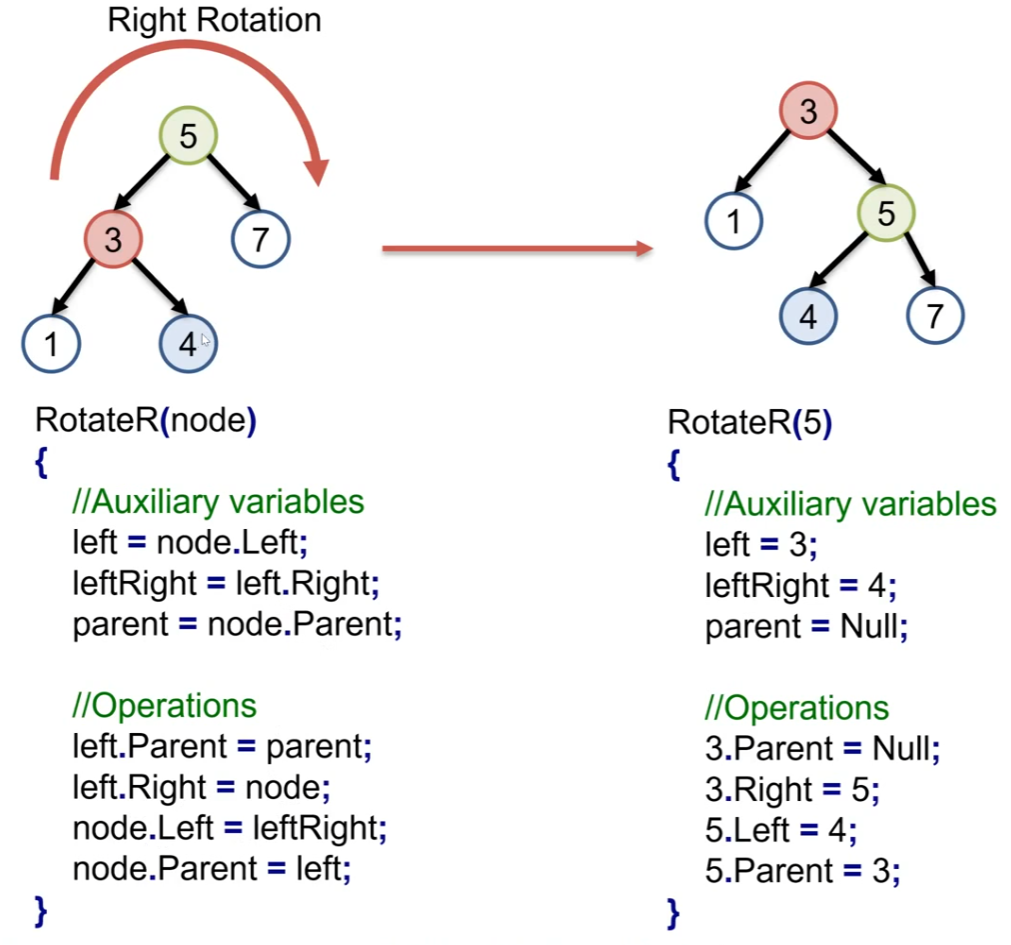 Right Rotation
5
3
7
1
4
3
1
5
4
7
RotateR(node)
{
//Auxiliary variables
left = node.Left;
leftRight = left.Right;
parent = node.Parent;
//Operations
left.Parent = parent;
left.Right = node;
node.Left = leftRight;
node.Parent = left;
}
RotateR(5)
{
//Auxiliary variables
left = 3;
leftRight = 4;
parent = Null;
//Operations
3.Parent = Null;
3.Right = 5;
5.Left = 4;
5.Parent = 3;
}